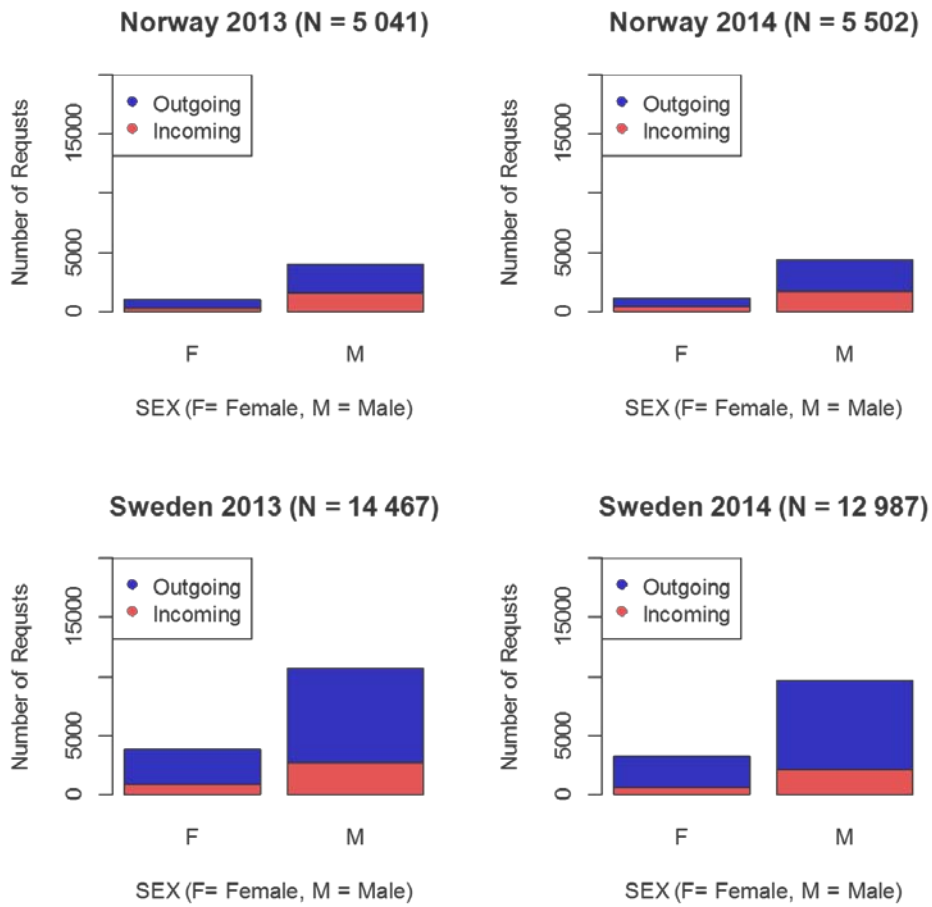 Norway 2013 (N = 5 041)
Outgoing
Incoming
Number of Requsts
15000
5000
0
F
M
SEX (F= Female, M = Male)
Norway 2014 (N = 5 502)
Outgoing
Incoming
Number of Requsts
15000
5000
0
F
M
SEX (F= Female, M = Male)
Sweden 2013 (N = 14 467)
Outgoing
Incoming
Number of Requsts
15000
5000
0
F
M
SEX (F= Female, M = Male)
Sweden 2014 (N = 12 987)
Outgoing
Incoming
Number of Requsts
15000
5000
0
F
M
SEX (F= Female, M = Male)